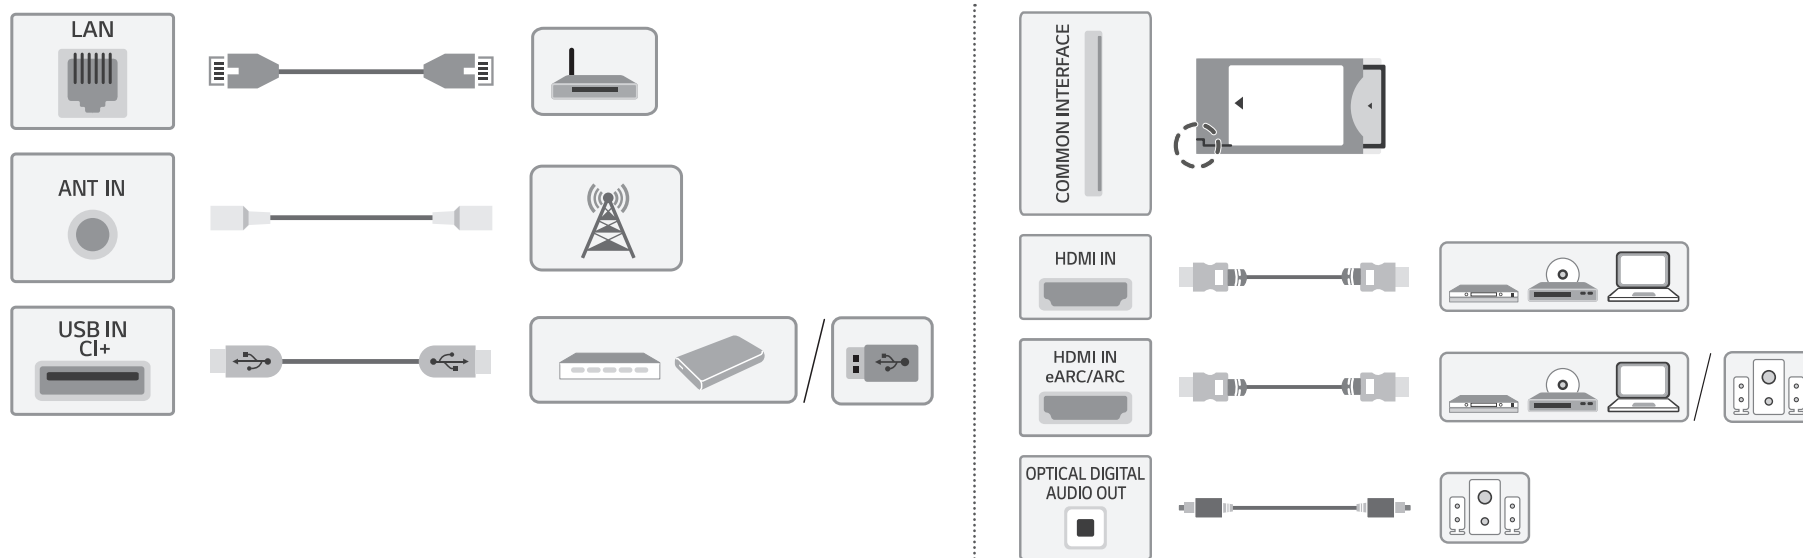 LAN
ANT IN
USB IN
CI+
COMMON INTERFACE
HDMI IN
HDMI IN
eARC/ARC
OPTICAL DIGITAL
AUDIO OUT